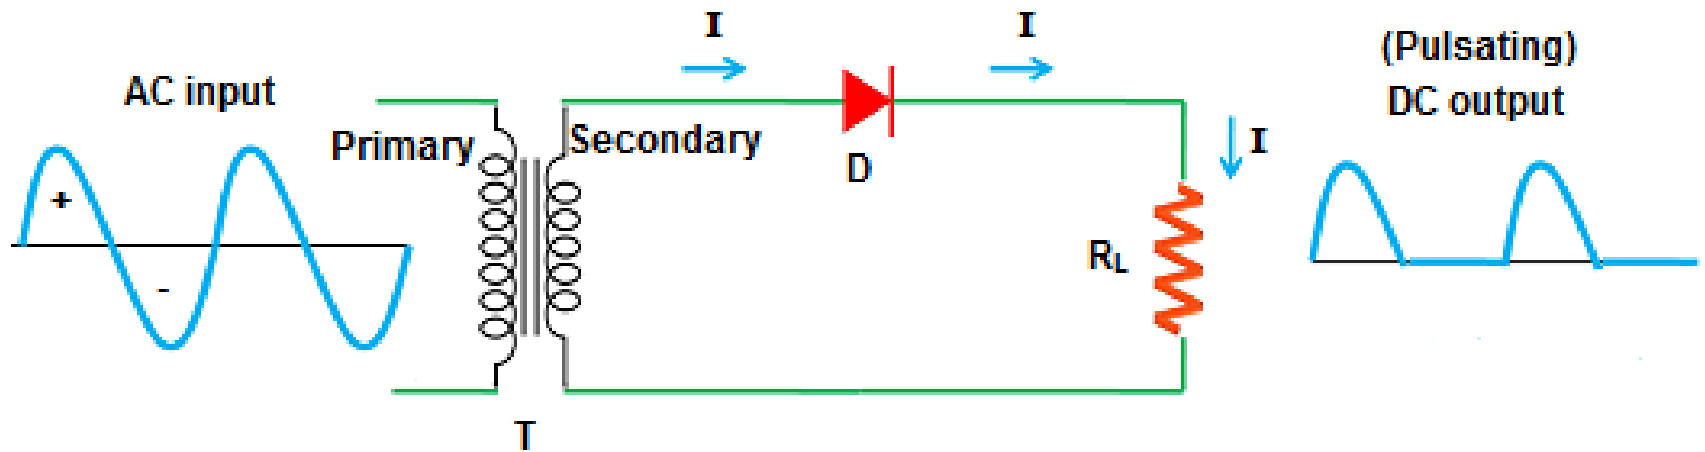 AC input
+
-
Primary
Secondary
T
I
I
D
I
RL
(Pulsating)
DC output